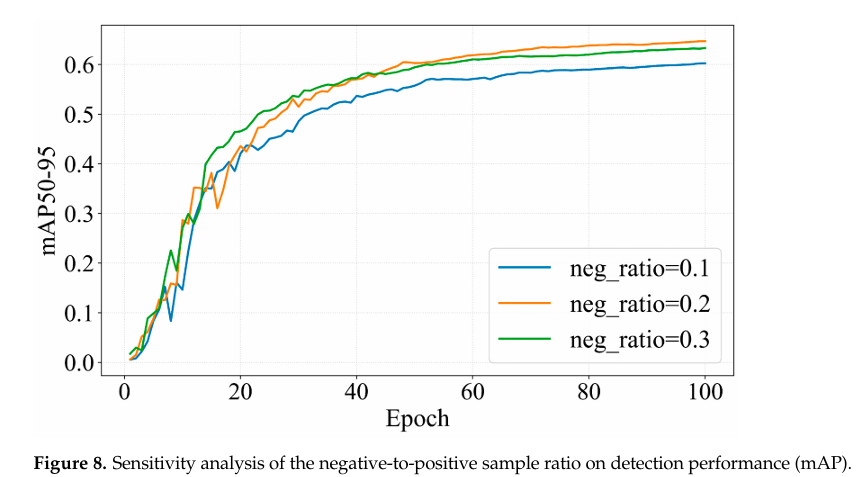 0.6
0.5
0.4
0.3
0.2
0.1
0.0
mAP50-95
neg_ratio=0.1
neg_ratio=0.2
neg_ratio=0.3
0 20 40 60 80 100
Epoch
Figure 8. Sensitivity analysis of the negative-to-positive sample ratio on detection performance (mAP).